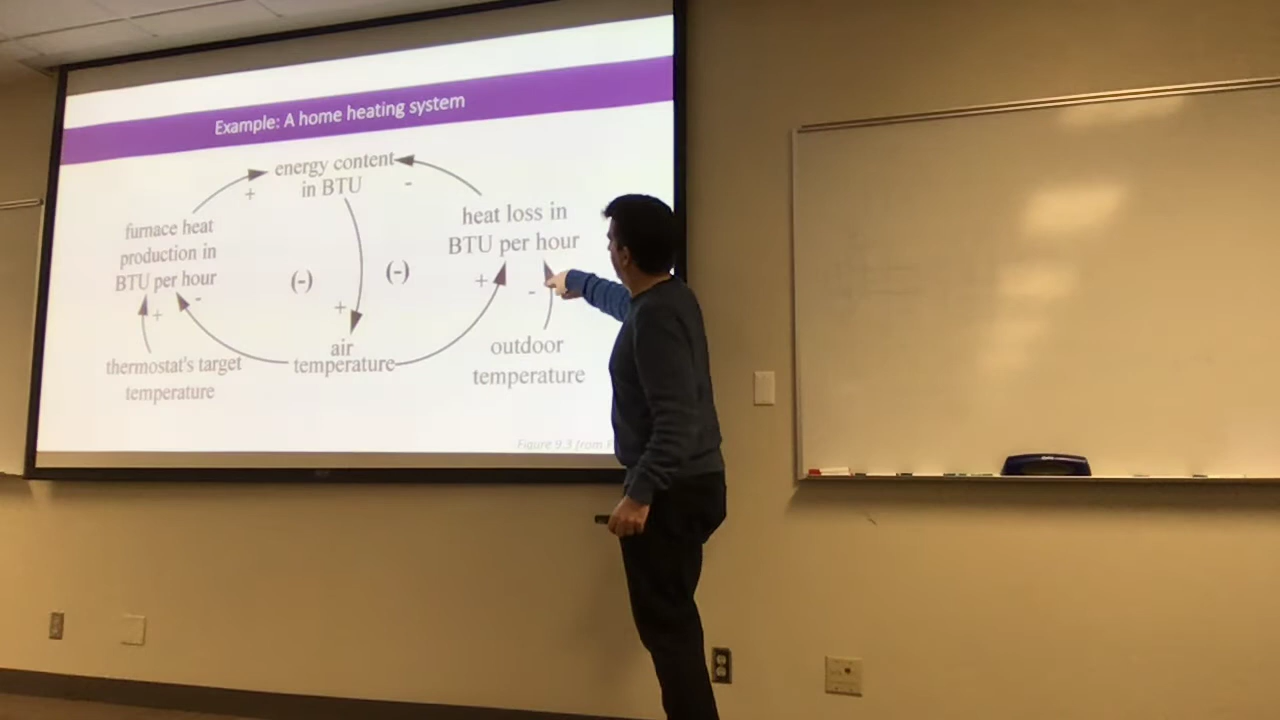 Example: A home heating system
energy content
in BTU
+
-
furnace heat
production in
BTU per hour
heat loss in
BTU per hour
(-)
(-)
-
+
+
+
-
thermostat's target
temperature
air
temperature
outdoor
temperature
Figure 9.3 from